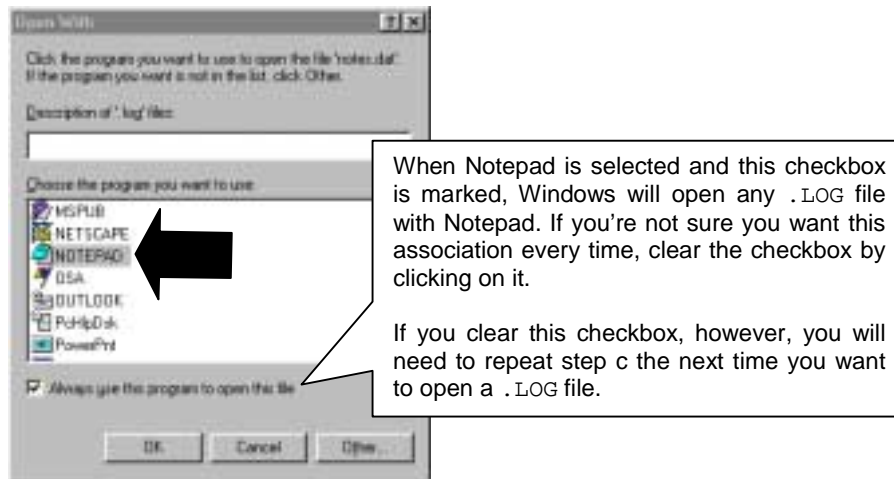 Open With
Click the program you want to use to open the file 'notes.dat'.
If the program you want is not in the list, click Other.
Description of '.log' files:
Choose the program you want to use:
MSPUB
NETSCAPE
NOTEPAD
OSA
OUTLOOK
PcHlpDsk
PowerPnt
Always use this program to open this file
OK
Cancel
Other...
When Notepad is selected and this checkbox
is marked, Windows will open any .LOG file
with Notepad. If you're not sure you want this
association every time, clear the checkbox by
clicking on it.
If you clear this checkbox, however, you will
need to repeat step c the next time you want
to open a .LOG file.